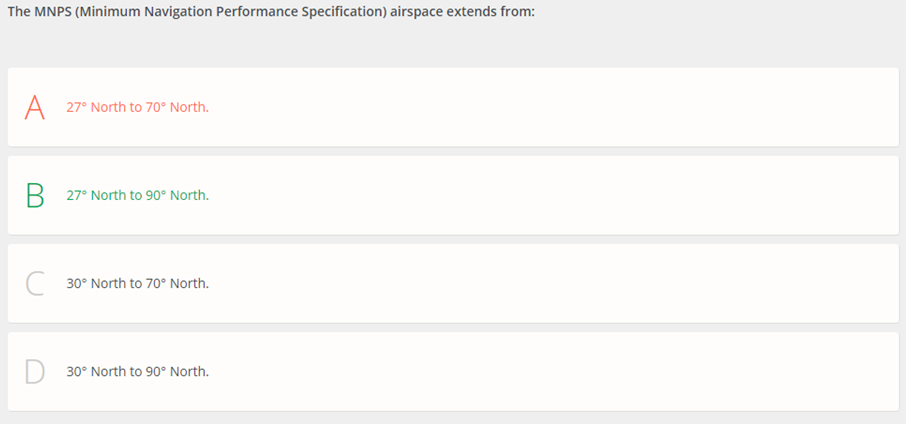 The MNPS (Minimum Navigation Performance Specification) airspace extends from:
A 27° North to 70° North.
B 27° North to 90° North.
C 30° North to 70° North.
D 30° North to 90° North.